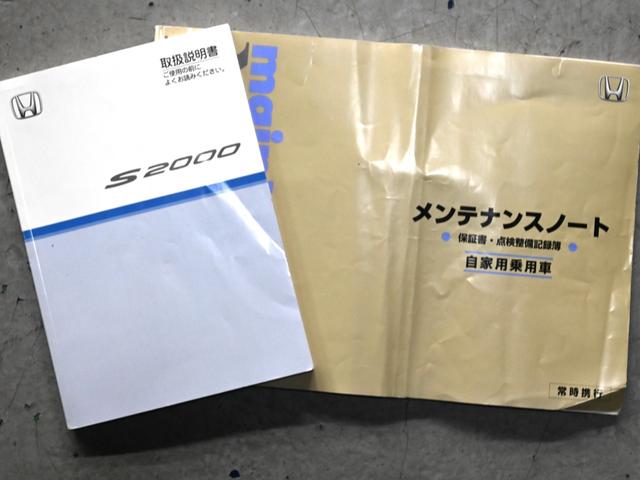 取扱説明書
ご使用の前に
よくお読みください。
S2000
メンテナンスノート
保証書・点検整備記録簿
自家用乗用車
常時携行